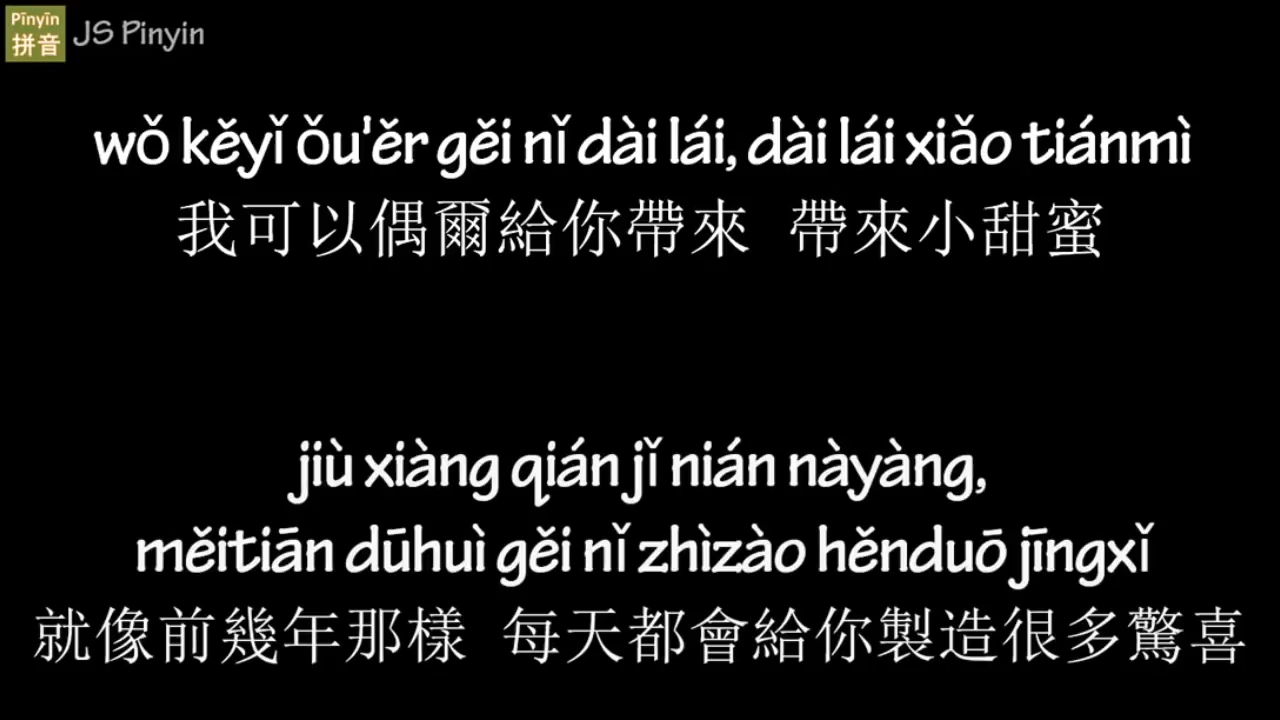 Pīnyīn
拼音
JS Pinyin
wǒ kěyǐ ǒu'ěr gěi nǐ dài lái, dài lái xiǎo tiánmì
我可以偶爾給你帶來 帶來小甜蜜
jiù xiàng qián jǐ nián nàyàng,
měitiān dūhuì gěi nǐ zhìzào hěnduō jīngxǐ
就像前幾年那樣 每天都會給你製造很多驚喜